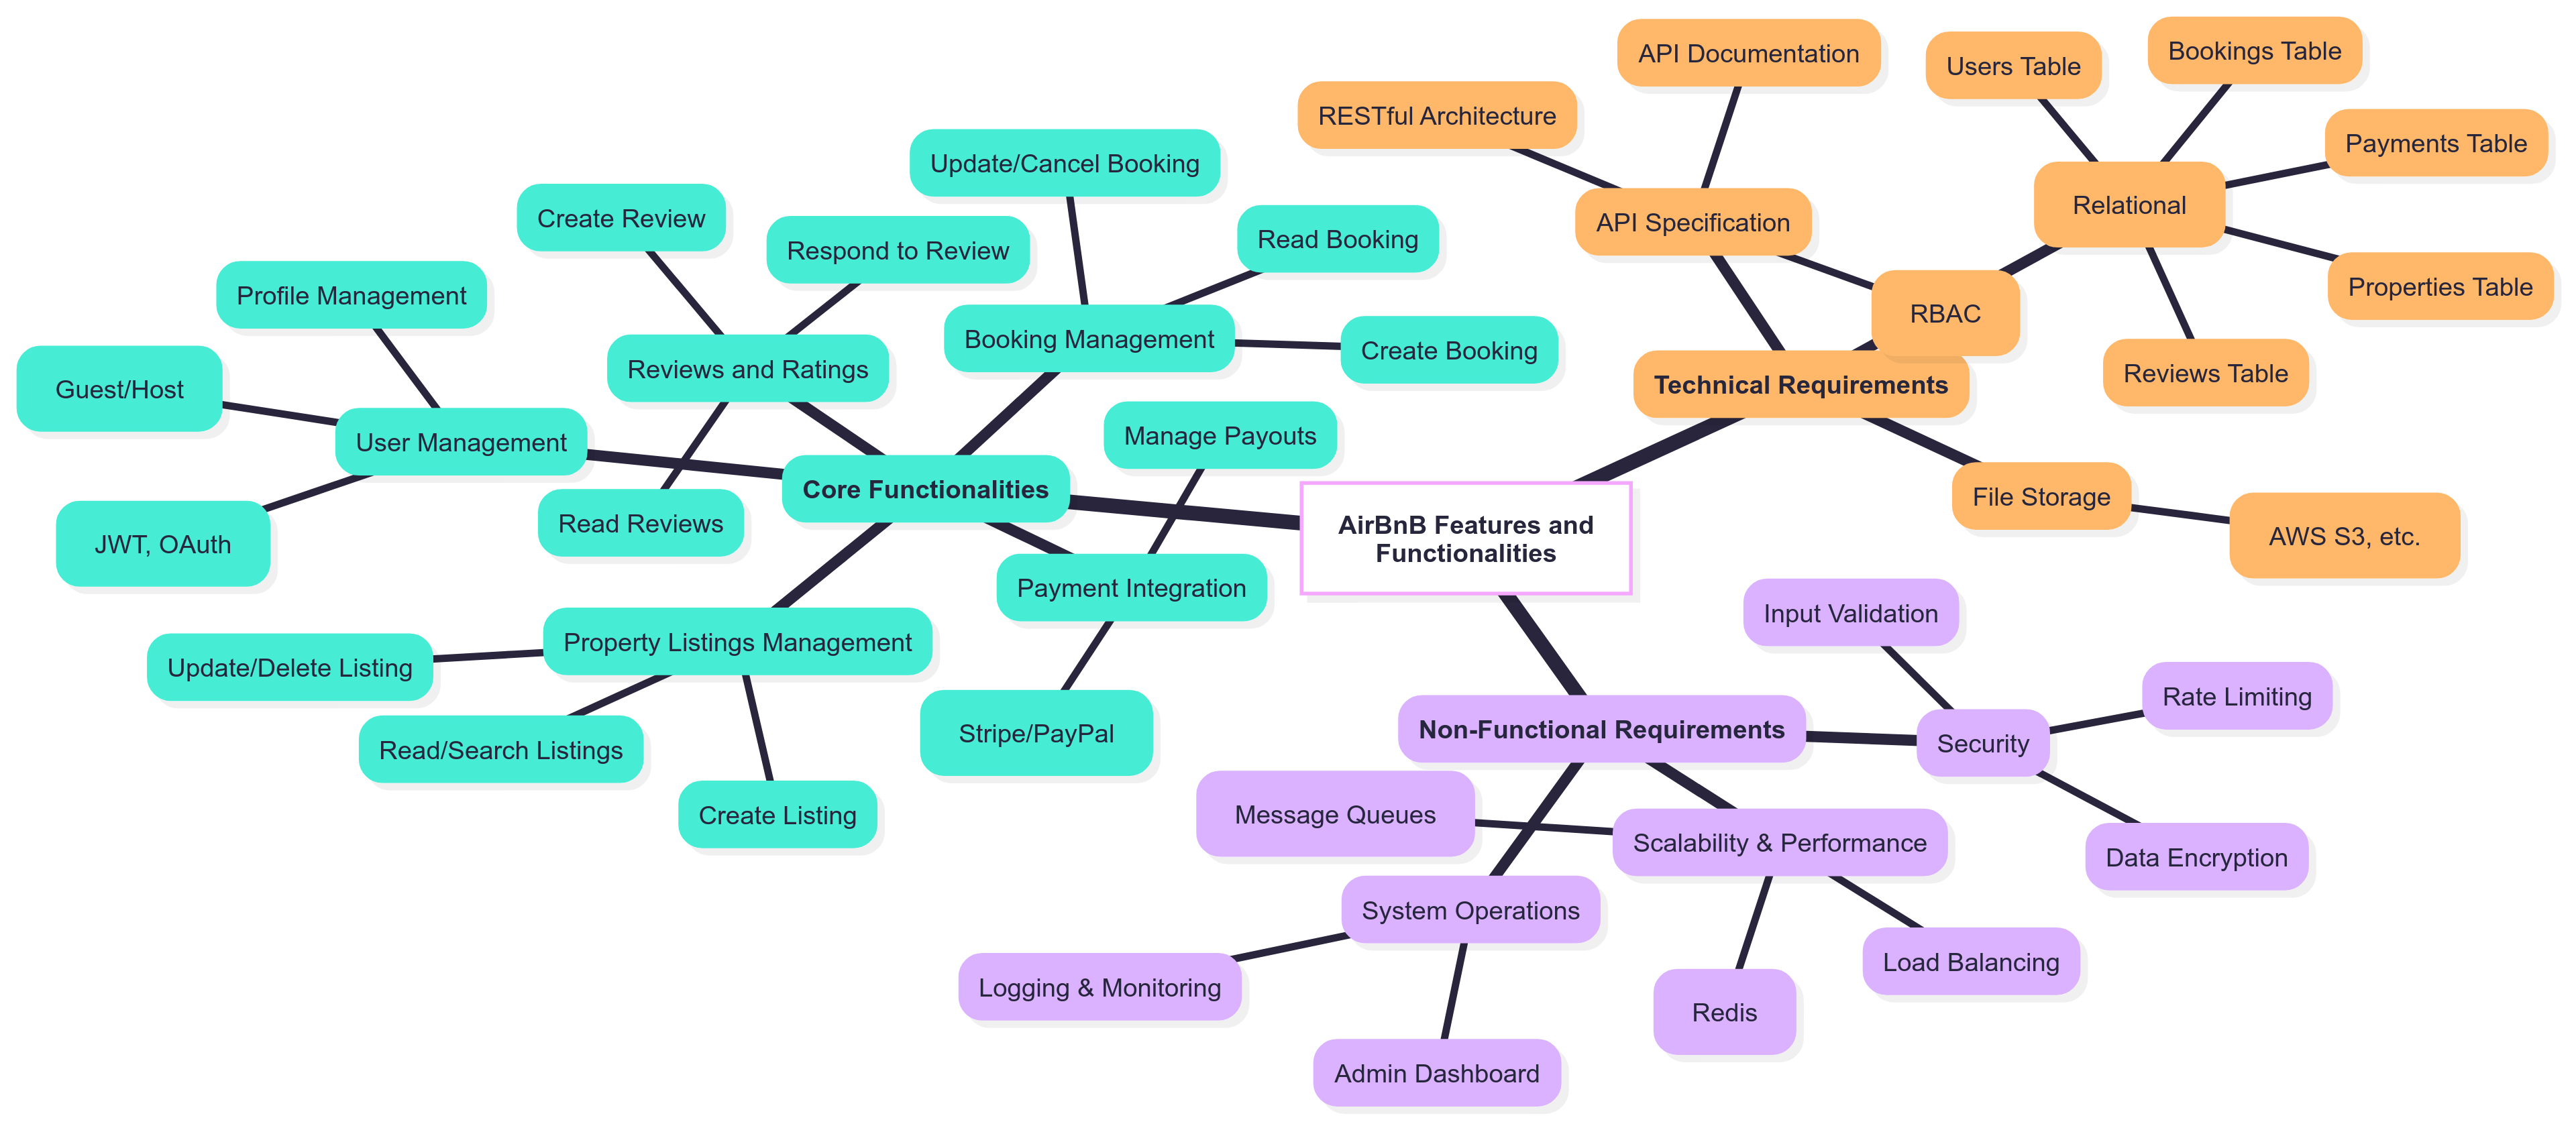 API Documentation
Users Table
Bookings Table
RESTful Architecture
Payments Table
Update/Cancel Booking
Create Review
Respond to Review
Read Booking
API Specification
Relational
Profile Management
Properties Table
RBAC
Guest/Host
Reviews and Ratings
Booking Management
Create Booking
Technical Requirements
Reviews Table
User Management
Manage Payouts
Core Functionalities
File Storage
JWT, OAuth
Read Reviews
AirBnB Features and
Functionalities
AWS S3, etc.
Payment Integration
Input Validation
Property Listings Management
Update/Delete Listing
Rate Limiting
Read/Search Listings
Stripe/PayPal
Non-Functional Requirements
Security
Create Listing
Message Queues
Scalability & Performance
Data Encryption
System Operations
Logging & Monitoring
Load Balancing
Redis
Admin Dashboard